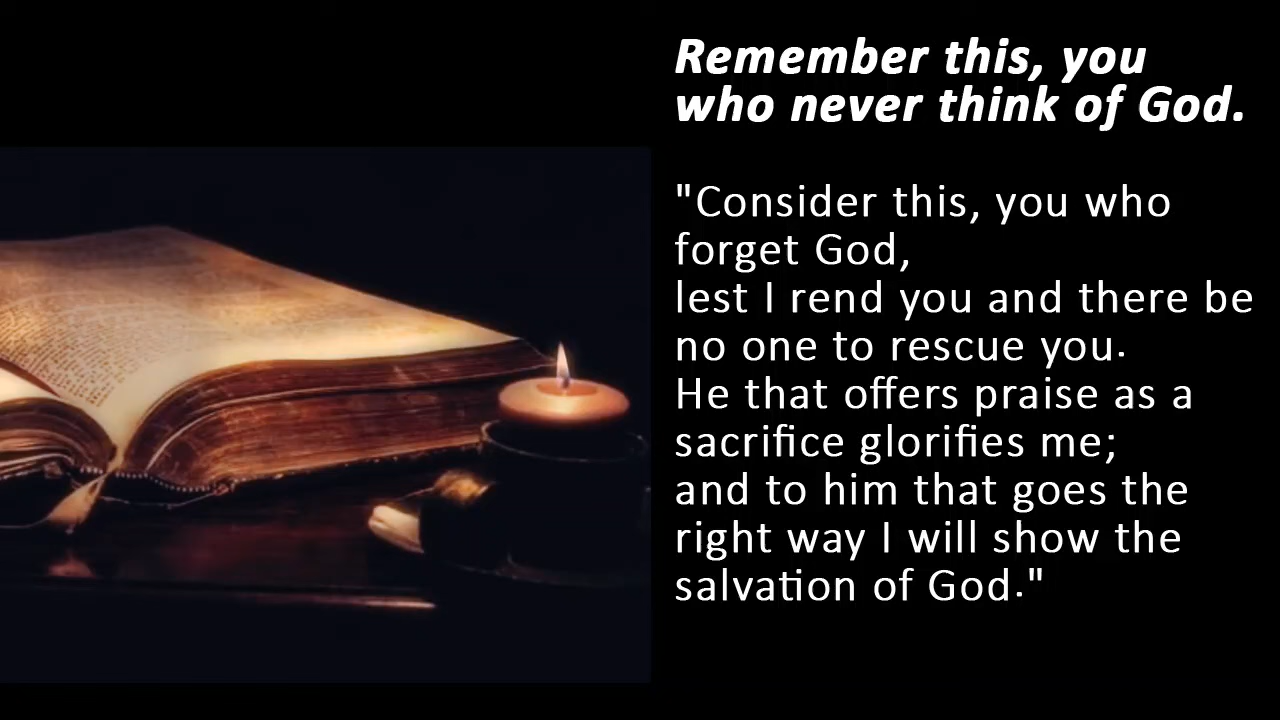 Remember this, you
who never think of God.
"Consider this, you who
forget God,
lest I rend you and there be
no one to rescue you.
He that offers praise as a
sacrifice glorifies me;
and to him that goes the
right way I will show the
salvation of God."